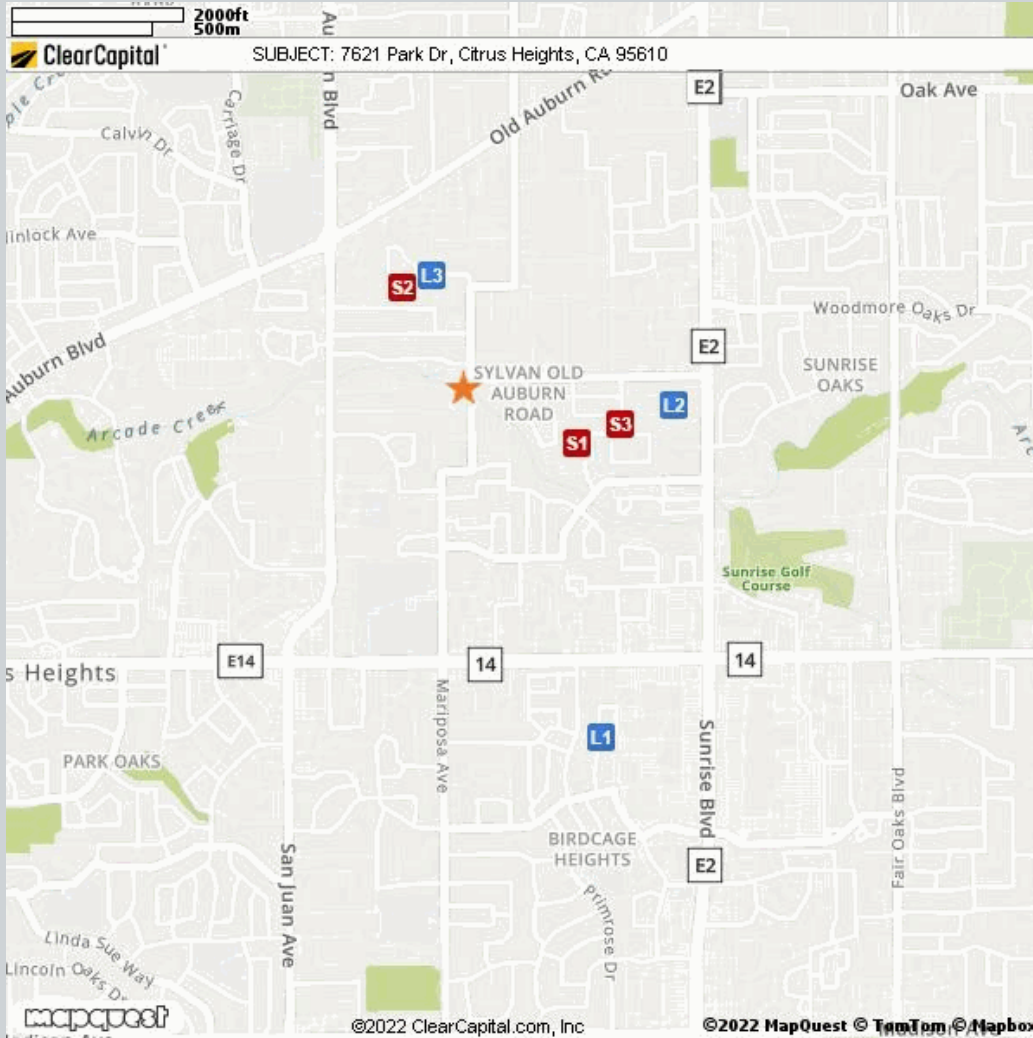 2000ft
500m
ClearCapital
SUBJECT: 7621 Park Dr, Citrus Heights, CA 95610
E2
Oak Ave
Old Auburn
Calvin Dr
Carriage Dr
n Blvd
inlock Ave
S2
L3
Woodmore Oaks Dr
E2
Auburn Blvd
SYLVAN OLD
AUBURN
ROAD
SUNRISE
OAKS
L2
Arcade Creek
S3
S1
Sunrise Golf
Course
E14
14
14
s Heights
Mariposa Ave
L1
Sunrise Blvd
PARK OAKS
Fair Oaks Blvd
BIRDCAGE
HEIGHTS
E2
San Juan Ave
Primrose Dr
Linda Sue Way
Lincoln Oaks Dr
mapquest
©2022 ClearCapital.com, Inc
©2022 MapQuest © TomTom © Mapbox